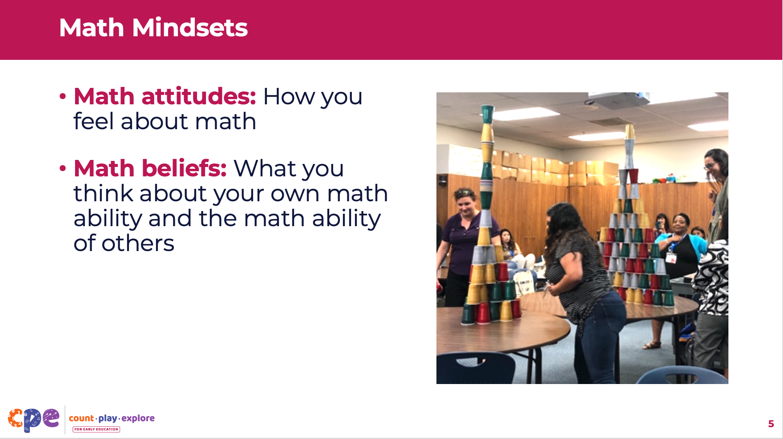 Math Mindsets
• Math attitudes: How you
feel about math
• Math beliefs: What you
think about your own math
ability and the math ability
of others
cpe
count·play·explore
FOR EARLY EDUCATION
5